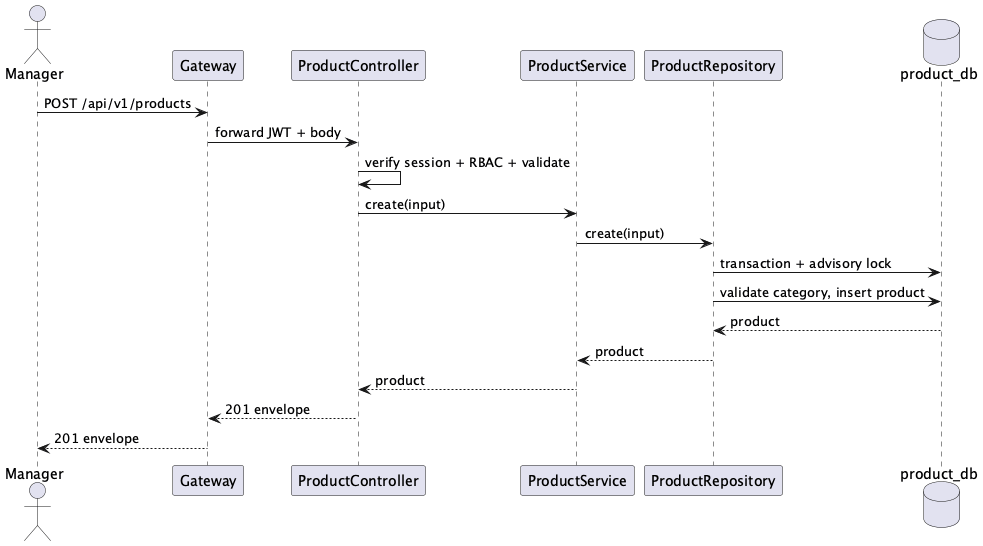 Manager
Gateway
ProductController
ProductService
ProductRepository
product_db
POST /api/v1/products
forward JWT + body
verify session + RBAC + validate
create(input)
create(input)
transaction + advisory lock
validate category, insert product
product
product
product
201 envelope
201 envelope
Manager
Gateway
ProductController
ProductService
ProductRepository
product_db